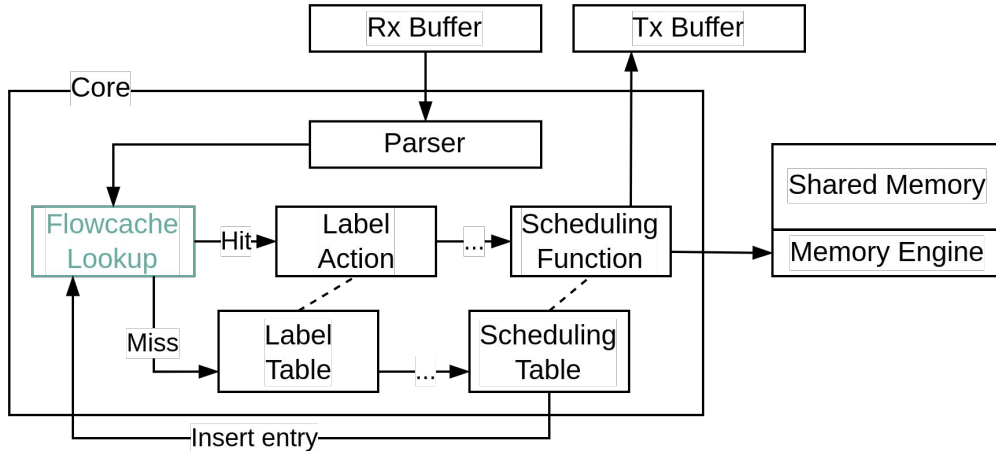 Rx Buffer
Tx Buffer
Core
Parser
Shared Memory
Flowcache
Lookup
Hit
Label
Action
...
Scheduling
Function
Memory Engine
Miss
Label
Table
...
Scheduling
Table
Insert entry